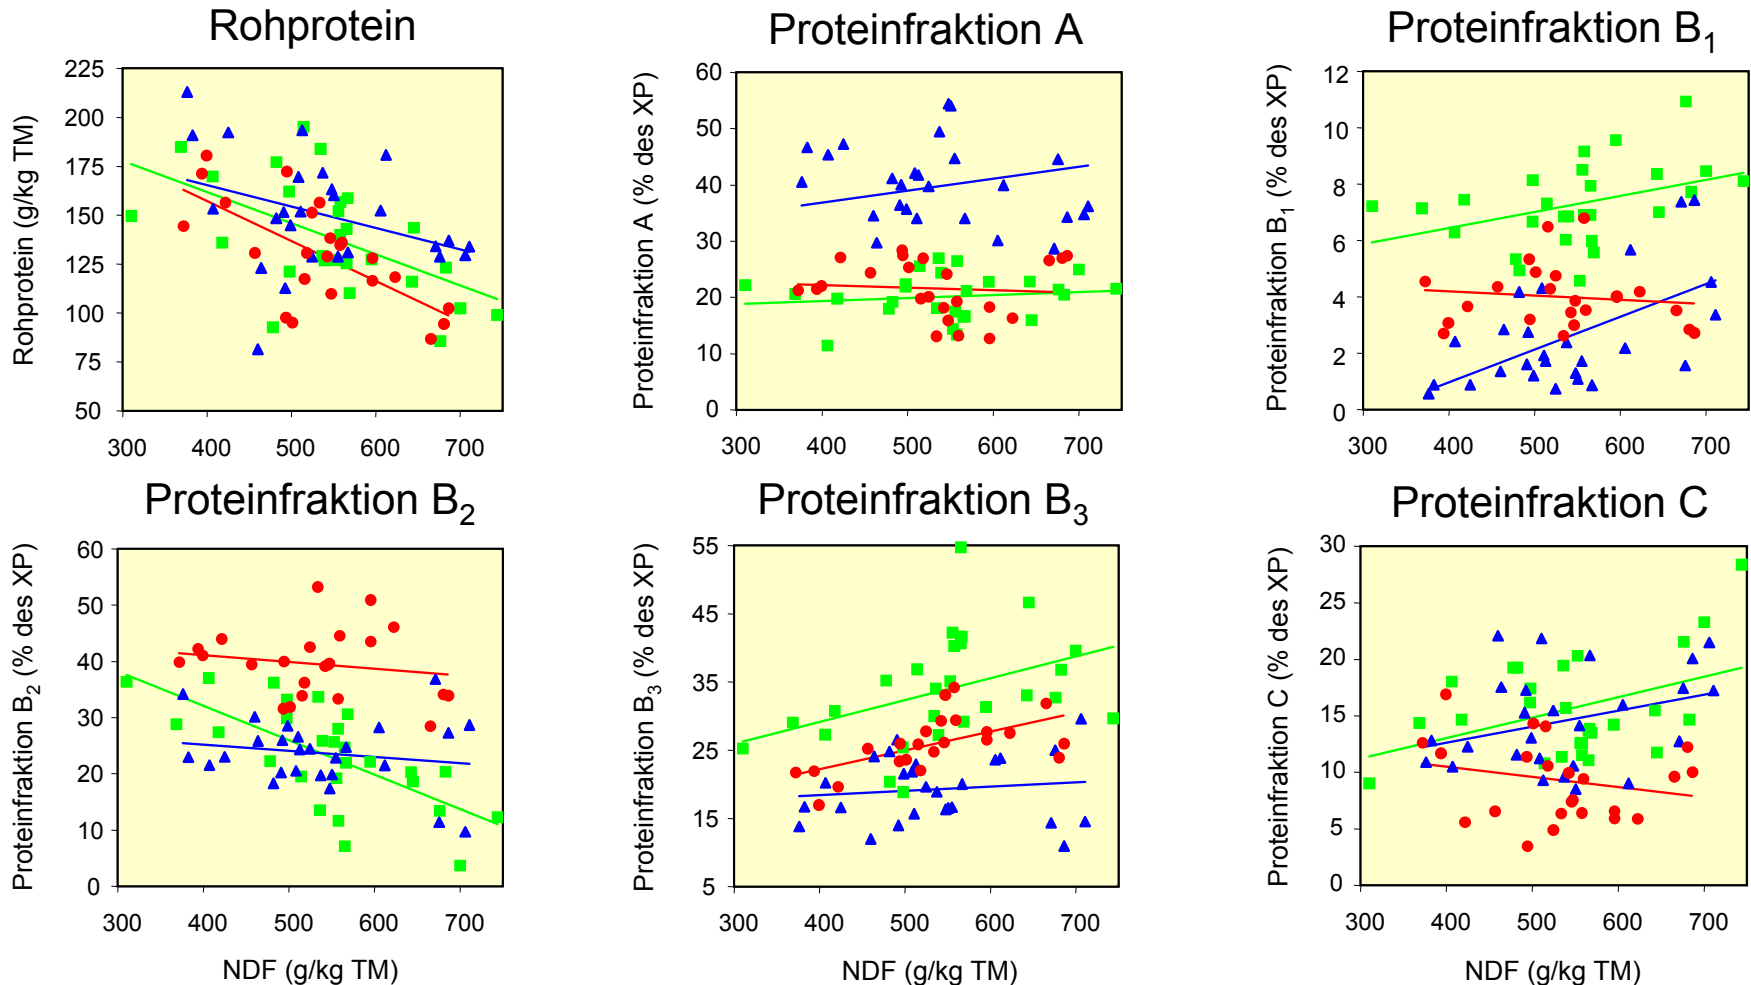 Rohprotein
Proteinfraktion A
Proteinfraktion B1
Rohprotein (g/kg TM)
225
200
175
150
125
100
75
50
300 400 500 600 700
Proteinfraktion A (% des XP)
60
50
40
30
20
10
0
300 400 500 600 700
Proteinfraktion B1 (% des XP)
12
10
8
6
4
2
0
300 400 500 600 700
Proteinfraktion B2
Proteinfraktion B3
Proteinfraktion C
Proteinfraktion B2 (% des XP)
60
50
40
30
20
10
0
300 400 500 600 700
NDF (g/kg TM)
Proteinfraktion B3 (% des XP)
55
45
35
25
15
5
300 400 500 600 700
NDF (g/kg TM)
Proteinfraktion C (% des XP)
30
25
20
15
10
5
0
300 400 500 600 700
NDF (g/kg TM)